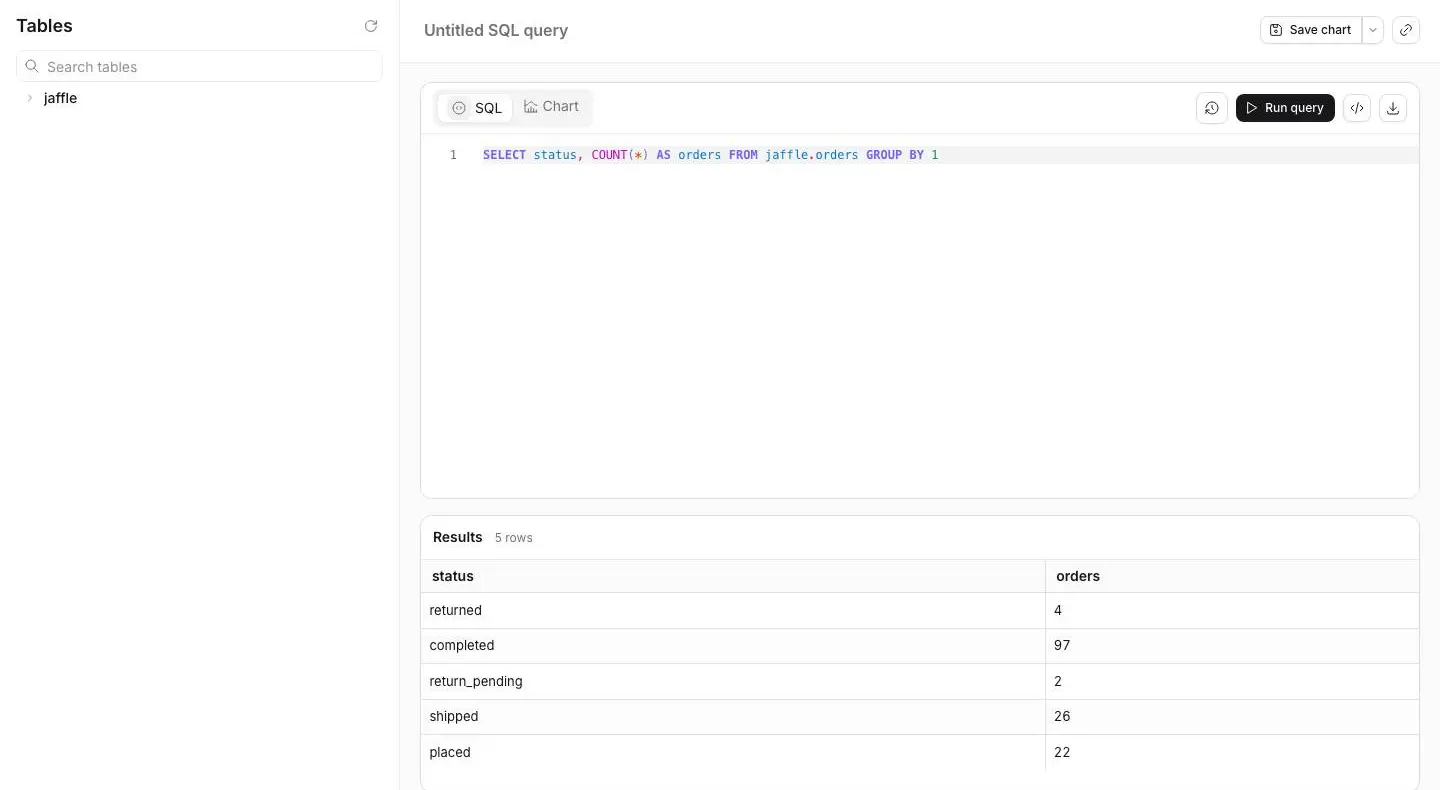 Tables
Search tables
jaffle
Untitled SQL query
Save chart
SQL
Chart
Run query
1 SELECT status, COUNT(*) AS orders FROM jaffle.orders GROUP BY 1
Results 5 rows
status orders
returned 4
completed 97
return_pending 2
shipped 26
placed 22